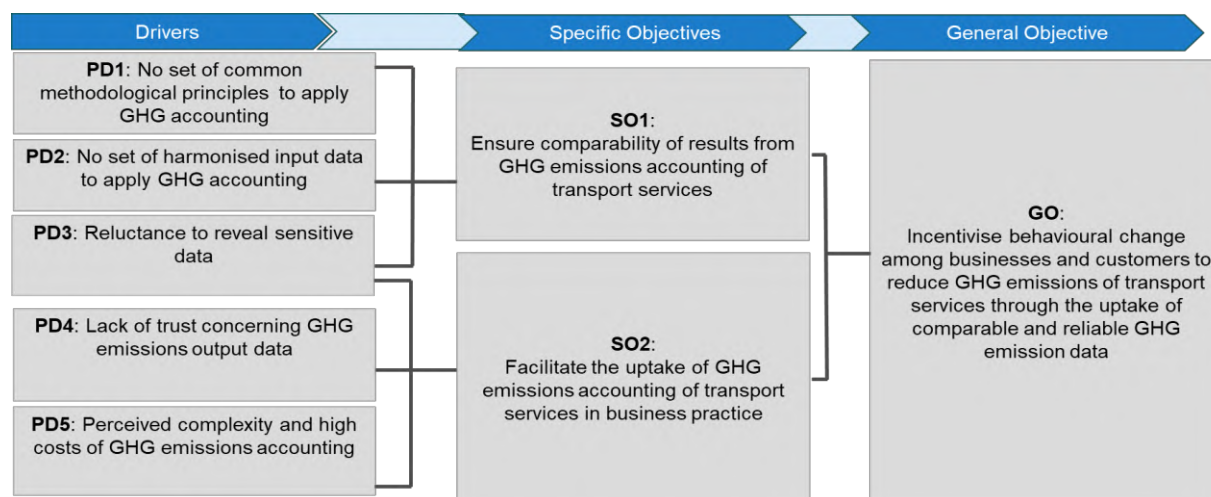 Drivers
Specific Objectives
General Objective
PD1: No set of common
methodological principles to apply
GHG accounting
PD2: No set of harmonised input data
to apply GHG accounting
PD3: Reluctance to reveal sensitive
data
PD4: Lack of trust concerning GHG
emissions output data
PD5: Perceived complexity and high
costs of GHG emissions accounting
SO1:
Ensure comparability of results from
GHG emissions accounting of
transport services
SO2:
Facilitate the uptake of GHG
emissions accounting of transport
services in business practice
GO:
Incentivise behavioural change
among businesses and customers to
reduce GHG emissions of transport
services through the uptake of
comparable and reliable GHG
emission data